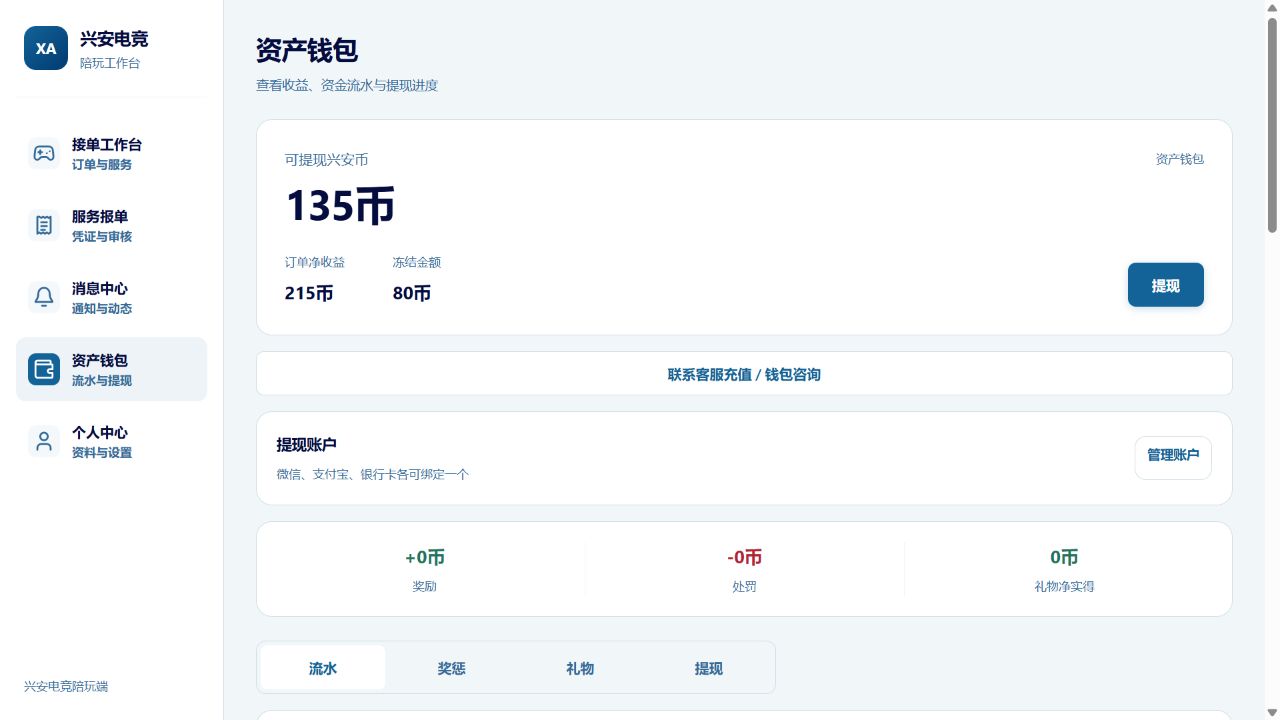 XA
兴安电竞
陪玩工作台
接单工作台
订单与服务
服务报单
凭证与审核
消息中心
通知与动态
资产钱包
流水与提现
个人中心
资料与设置
兴安电竞陪玩端
资产钱包
查看收益、资金流水与提现进度
可提现兴安币
资产钱包
135币
订单净收益
冻结金额
215币
80币
提现
联系客服充值 / 钱包咨询
提现账户
微信、支付宝、银行卡各可绑定一个
管理账户
+0币
-0币
0币
奖励
处罚
礼物净实得
流水
奖惩
礼物
提现